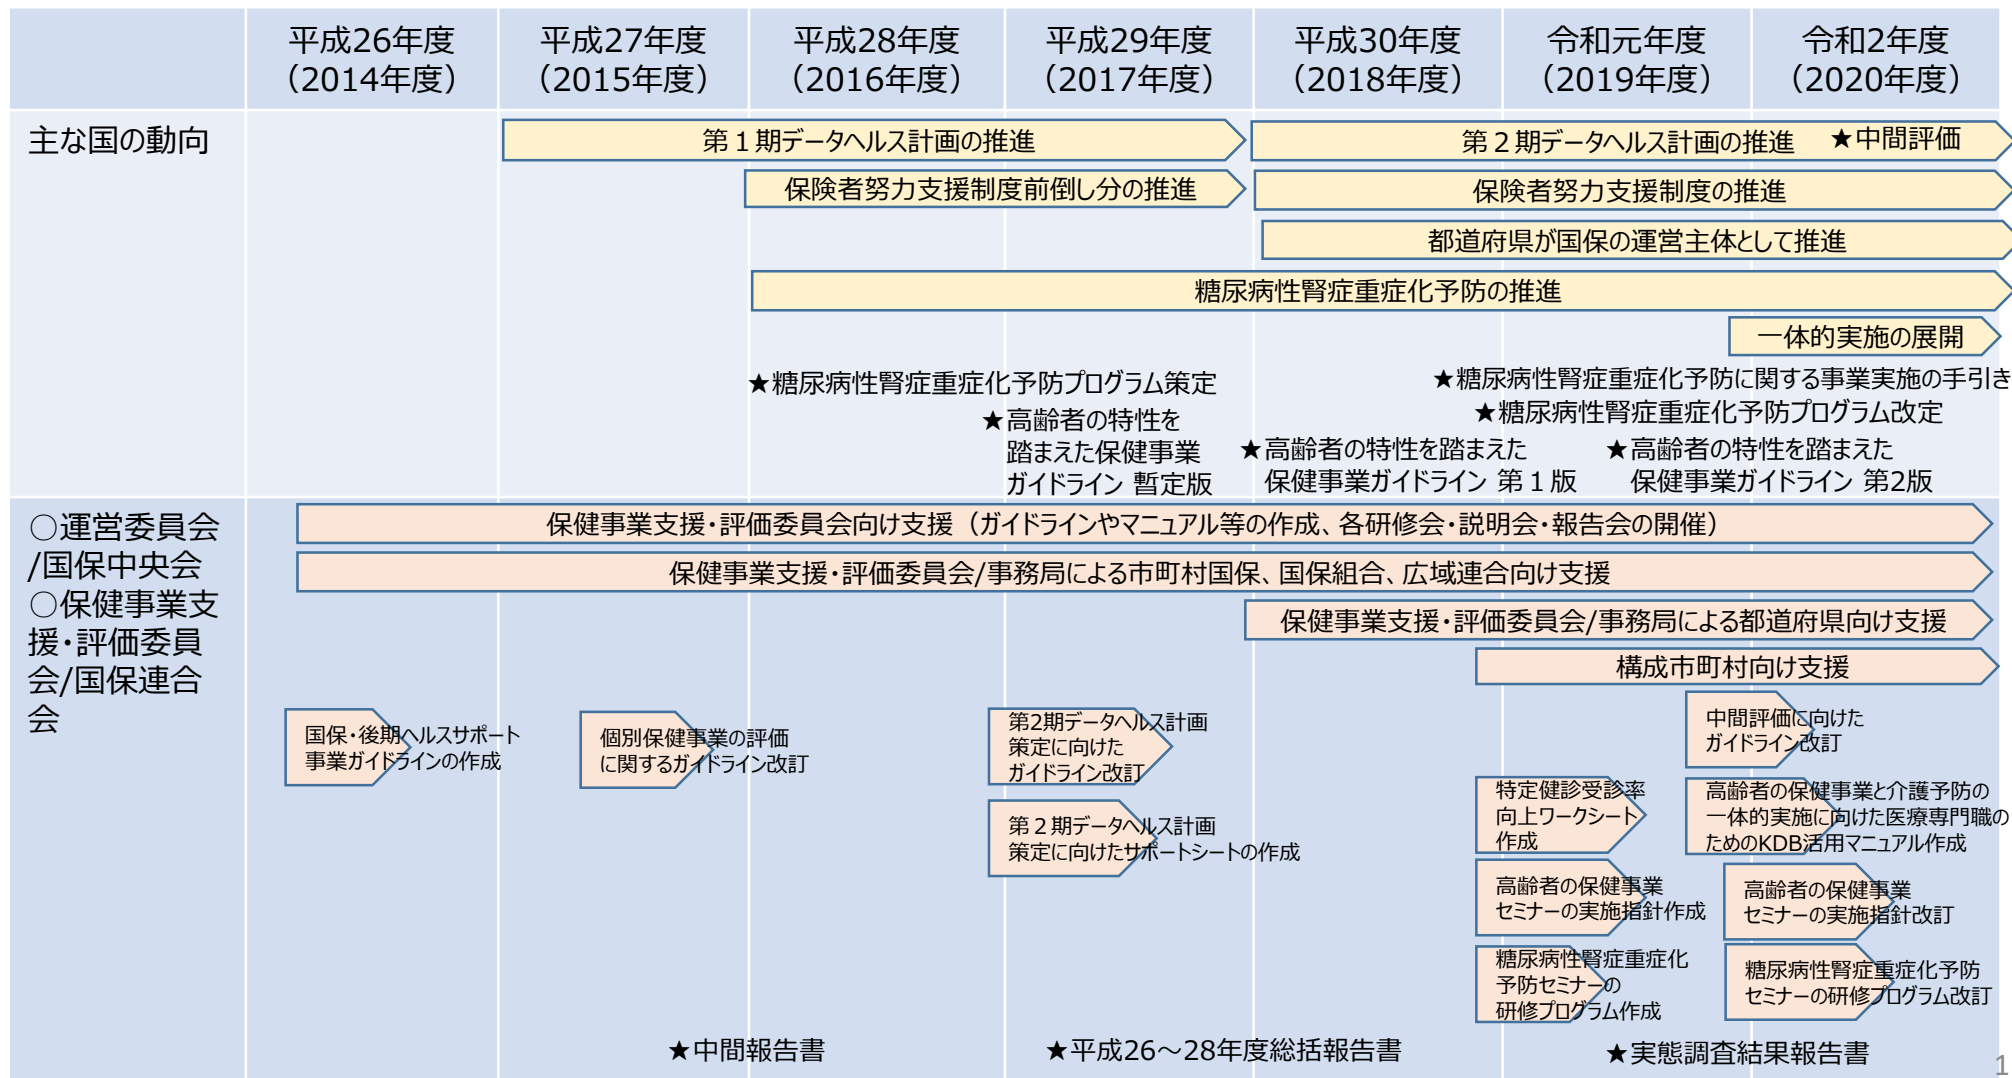 平成26年度
（2014年度）
平成27年度
（2015年度）
平成28年度
（2016年度）
平成29年度
（2017年度）
平成30年度
（2018年度）
令和元年度
（2019年度）
令和2年度
（2020年度）
主な国の動向
第１期データヘルス計画の推進
第２期データヘルス計画の推進
★中間評価
保険者努力支援制度前倒し分の推進
保険者努力支援制度の推進
都道府県が国保の運営主体として推進
糖尿病性腎症重症化予防の推進
一体的実施の展開
★糖尿病性腎症重症化予防プログラム策定
★高齢者の特性を
踏まえた保健事業
ガイドライン 暫定版
★高齢者の特性を踏まえた
保健事業ガイドライン 第１版
★糖尿病性腎症重症化予防に関する事業実施の手引き
★糖尿病性腎症重症化予防プログラム改定
★高齢者の特性を踏まえた
保健事業ガイドライン 第2版
○運営委員会
/国保中央会
○保健事業支
援・評価委員
会/国保連合
会
保健事業支援・評価委員会向け支援（ガイドラインやマニュアル等の作成、各研修会・説明会・報告会の開催）
保健事業支援・評価委員会/事務局による市町村国保、国保組合、広域連合向け支援
保健事業支援・評価委員会/事務局による都道府県向け支援
構成市町村向け支援
国保・後期ヘルスサポート
事業ガイドラインの作成
個別保健事業の評価
に関するガイドライン改訂
第2期データヘルス計画
策定に向けた
ガイドライン改訂
第２期データヘルス計画
策定に向けたサポートシートの作成
特定健診受診率
向上ワークシート
作成
高齢者の保健事業
セミナーの実施指針作成
糖尿病性腎症重症化
予防セミナーの
研修プログラム作成
中間評価に向けた
ガイドライン改訂
高齢者の保健事業と介護予防の
一体的実施に向けた医療専門職の
ためのKDB活用マニュアル作成
高齢者の保健事業
セミナーの実施指針改訂
糖尿病性腎症重症化予防
セミナーの研修プログラム改訂
★中間報告書
★平成26～28年度総括報告書
★実態調査結果報告書
1